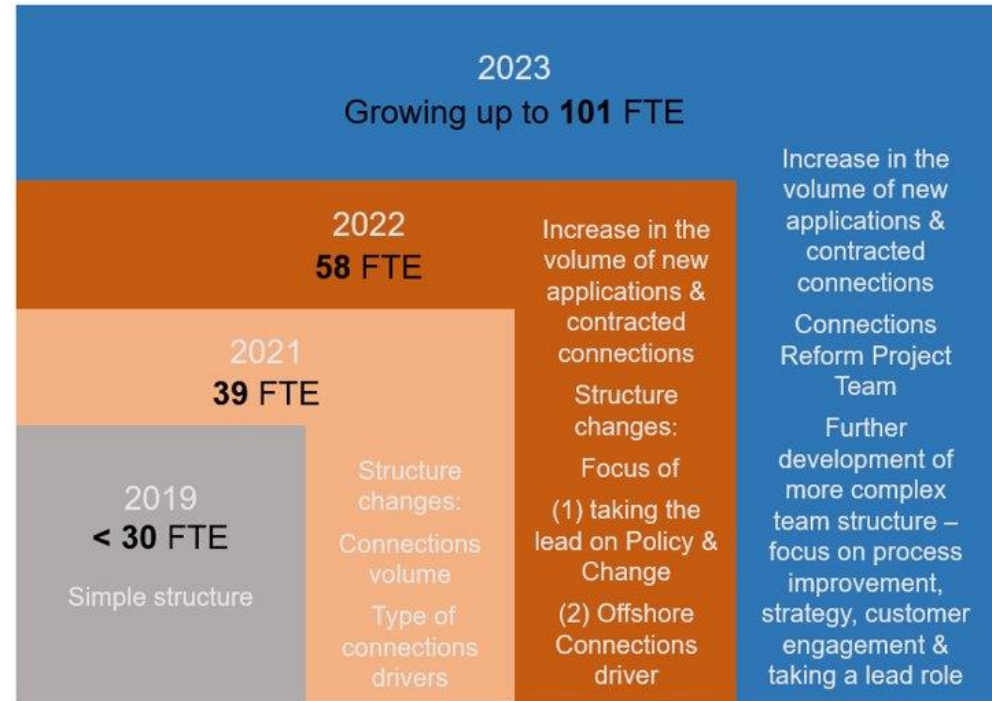 2023
Growing up to 101 FTE
Increase in the
volume of new
applications &
contracted
connections
Connections
Reform Project
Team
Further
development of
more complex
team structure –
focus on process
improvement,
strategy, customer
engagement &
taking a lead role
2022
58 FTE
Increase in the
volume of new
applications &
contracted
connections
Structure
changes:
Focus of
(1) taking the
lead on Policy &
Change
(2) Offshore
Connections
driver
2021
39 FTE
Structure
changes:
Connections
volume
Type of
connections
drivers
2019
< 30 FTE
Simple structure